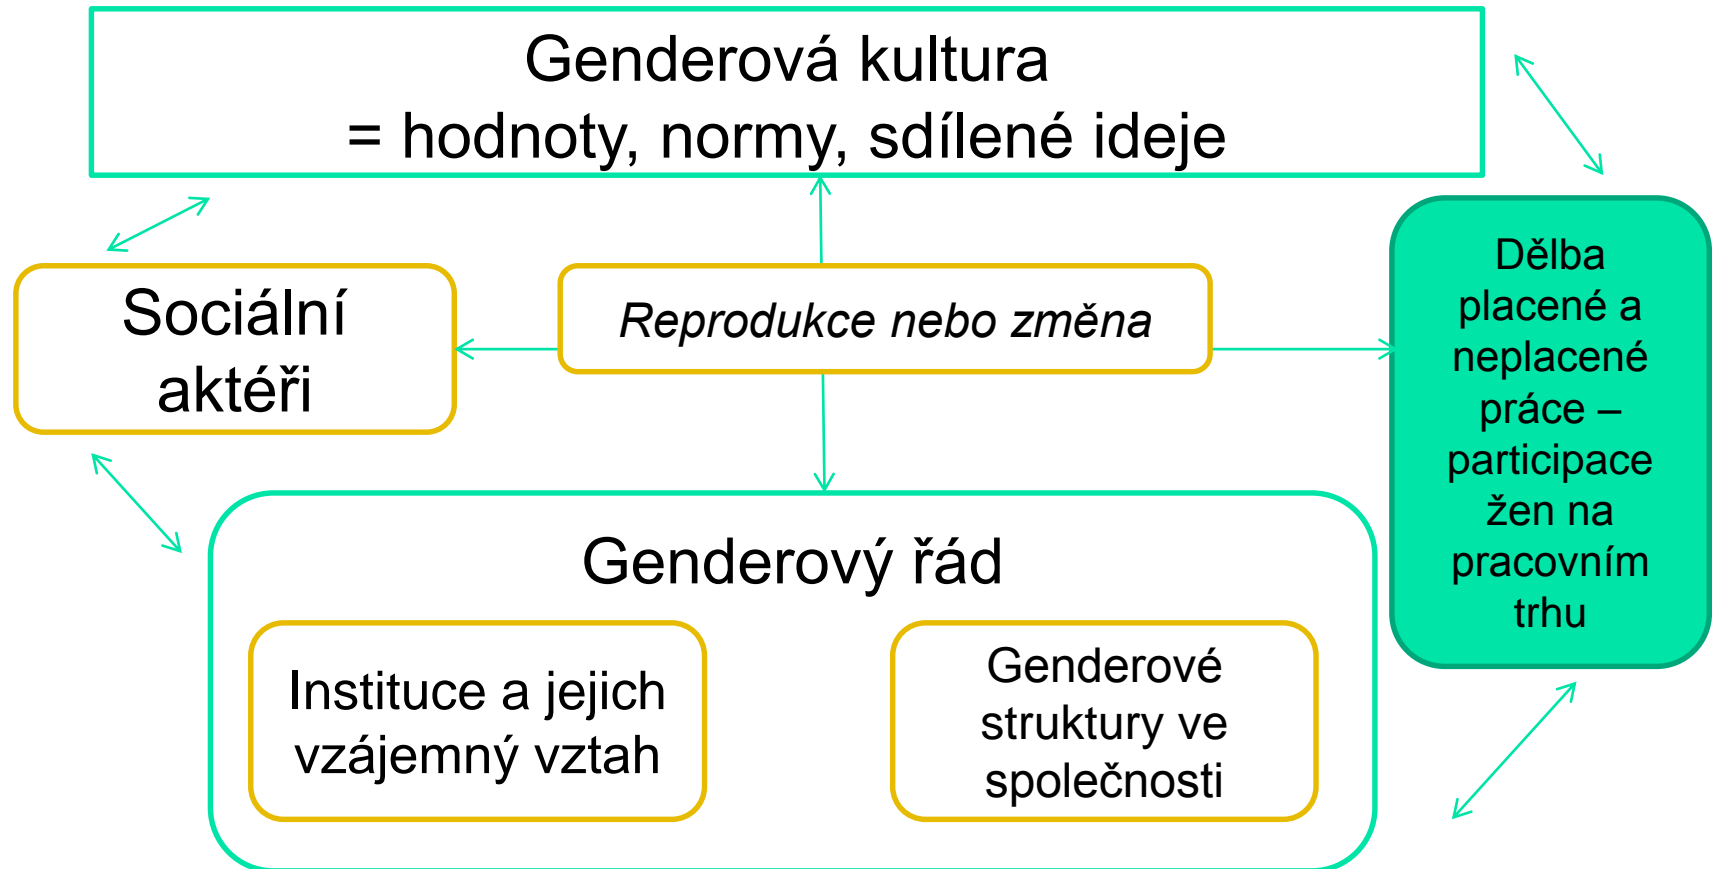 Genderová kultura
= hodnoty, normy, sdílené ideje
Sociální
aktéři
Reprodukce nebo změna
Dělba
placené a
neplacené
práce –
participace
žen na
pracovním
trhu
Genderový řád
Instituce a jejich
vzájemný vztah
Genderové
struktury ve
společnosti